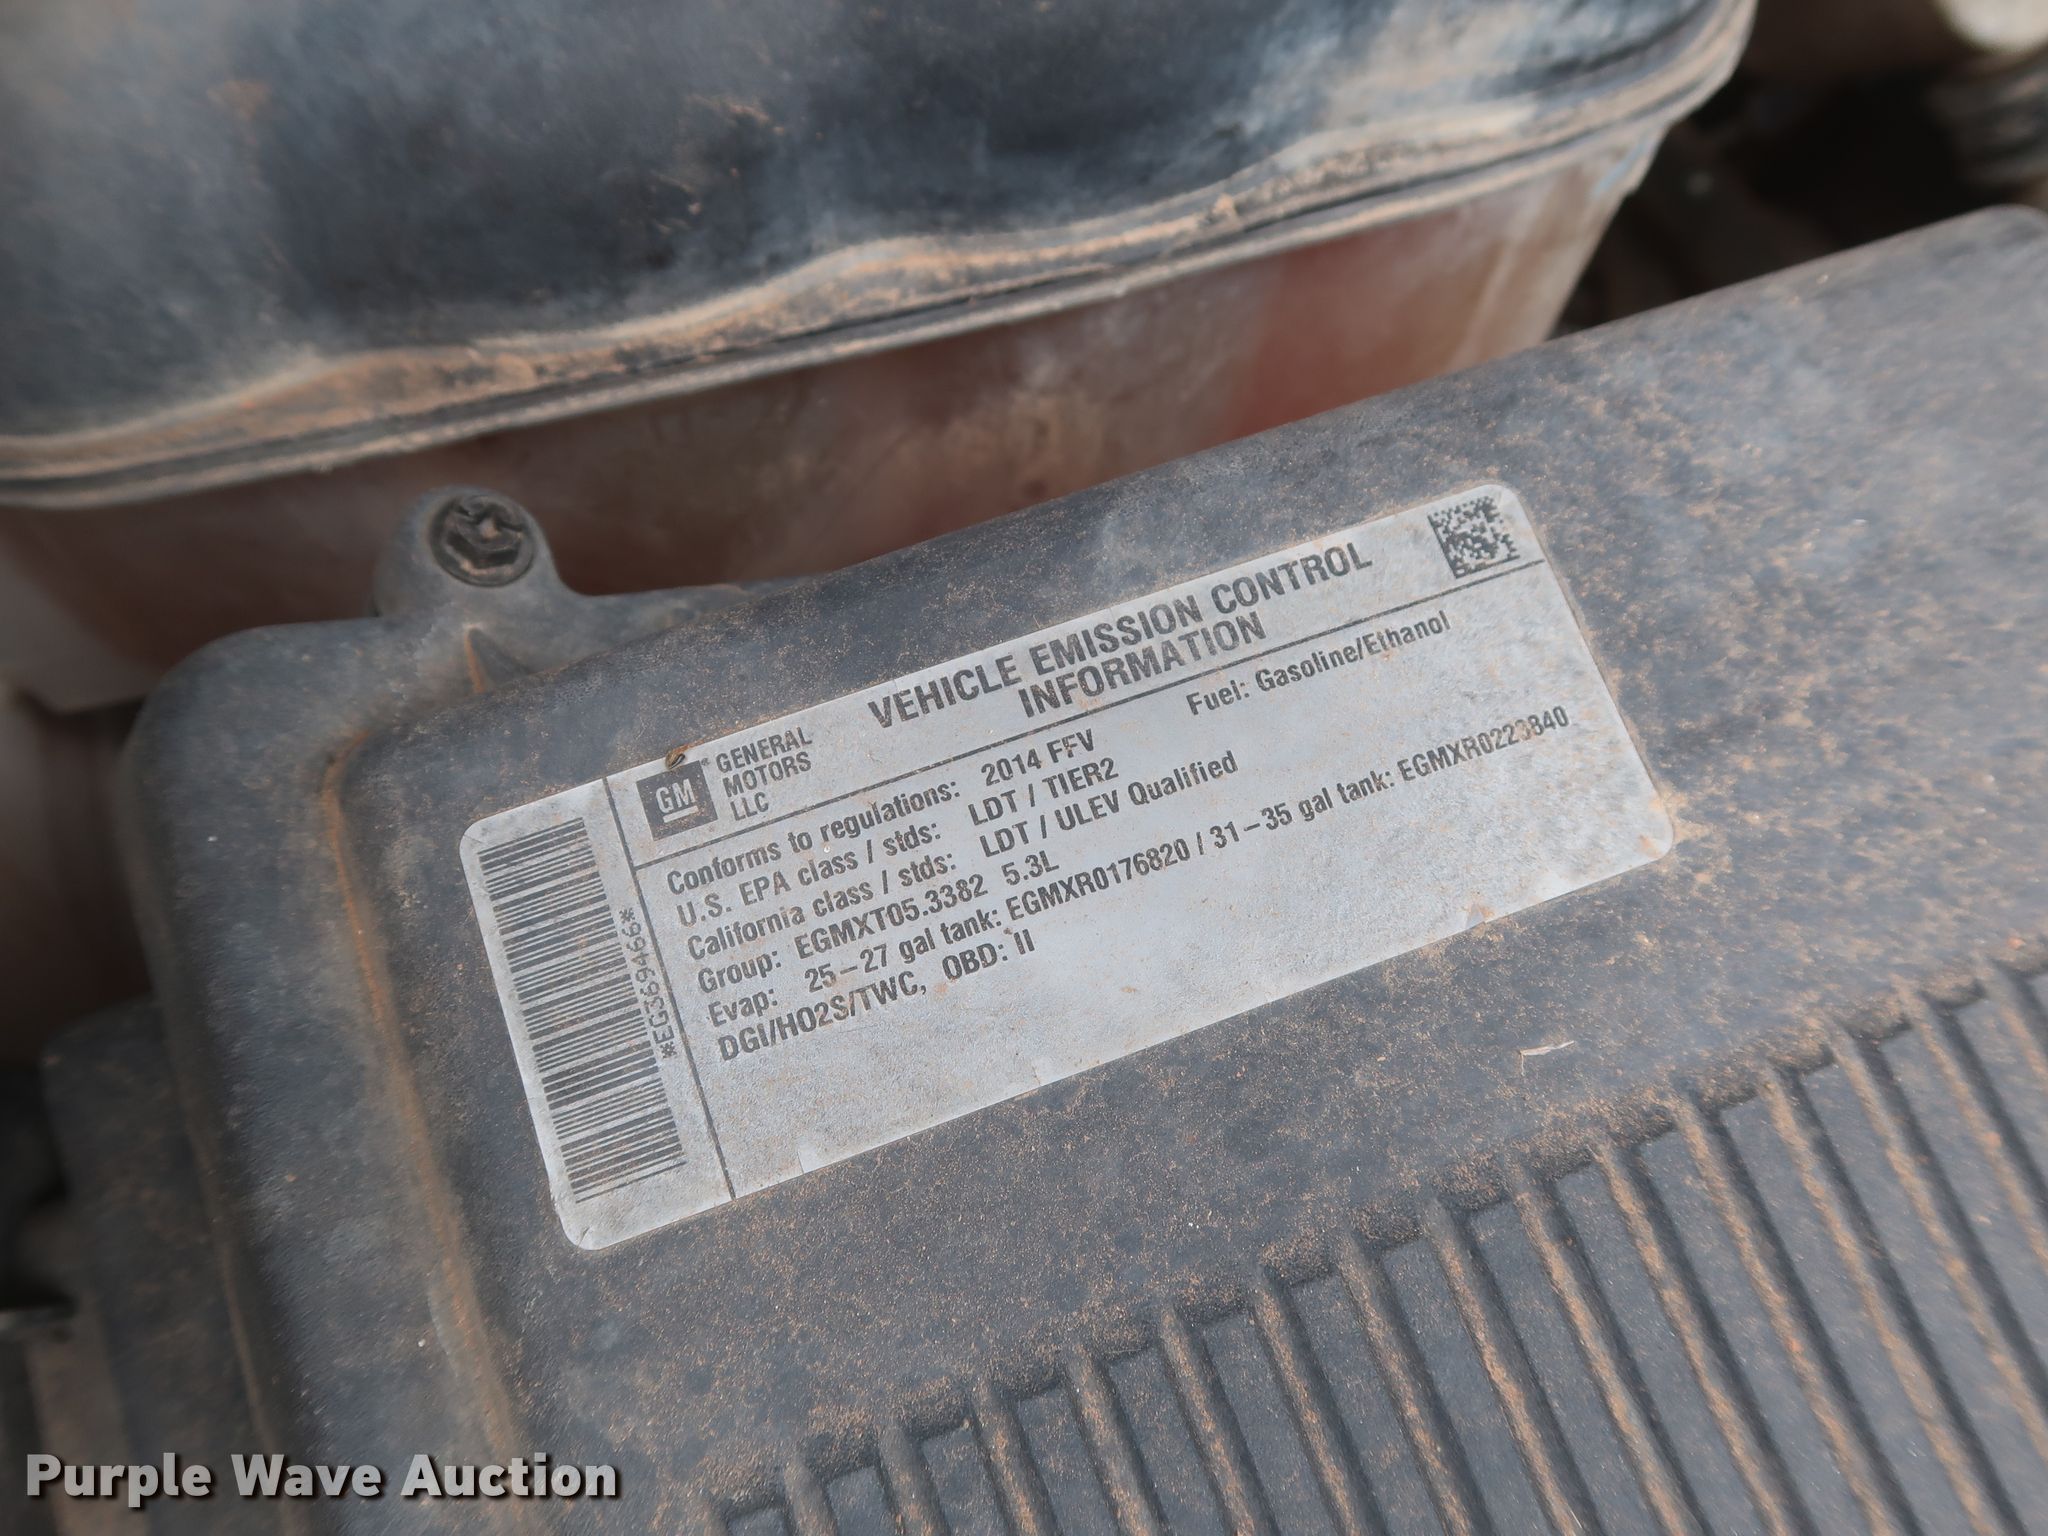 VEHICLE EMISSION CONTROL
INFORMATION
GM
GENERAL
MOTORS
LLC
Fuel: Gasoline/Ethanol
Conforms to regulations: 2014 FFV
U.S. EPA class / stds: LDT / TIER2
California class / stds: LDT / ULEV Qualified
Group: EGMXT05.3382 5.3L
Evap: 25-27 gal tank: EGMXR0176820 / 31-35 gal tank: EGMXR0223840
DGI/HO2S/TWC, OBD: II
*EG369466*
Purple Wave Auction